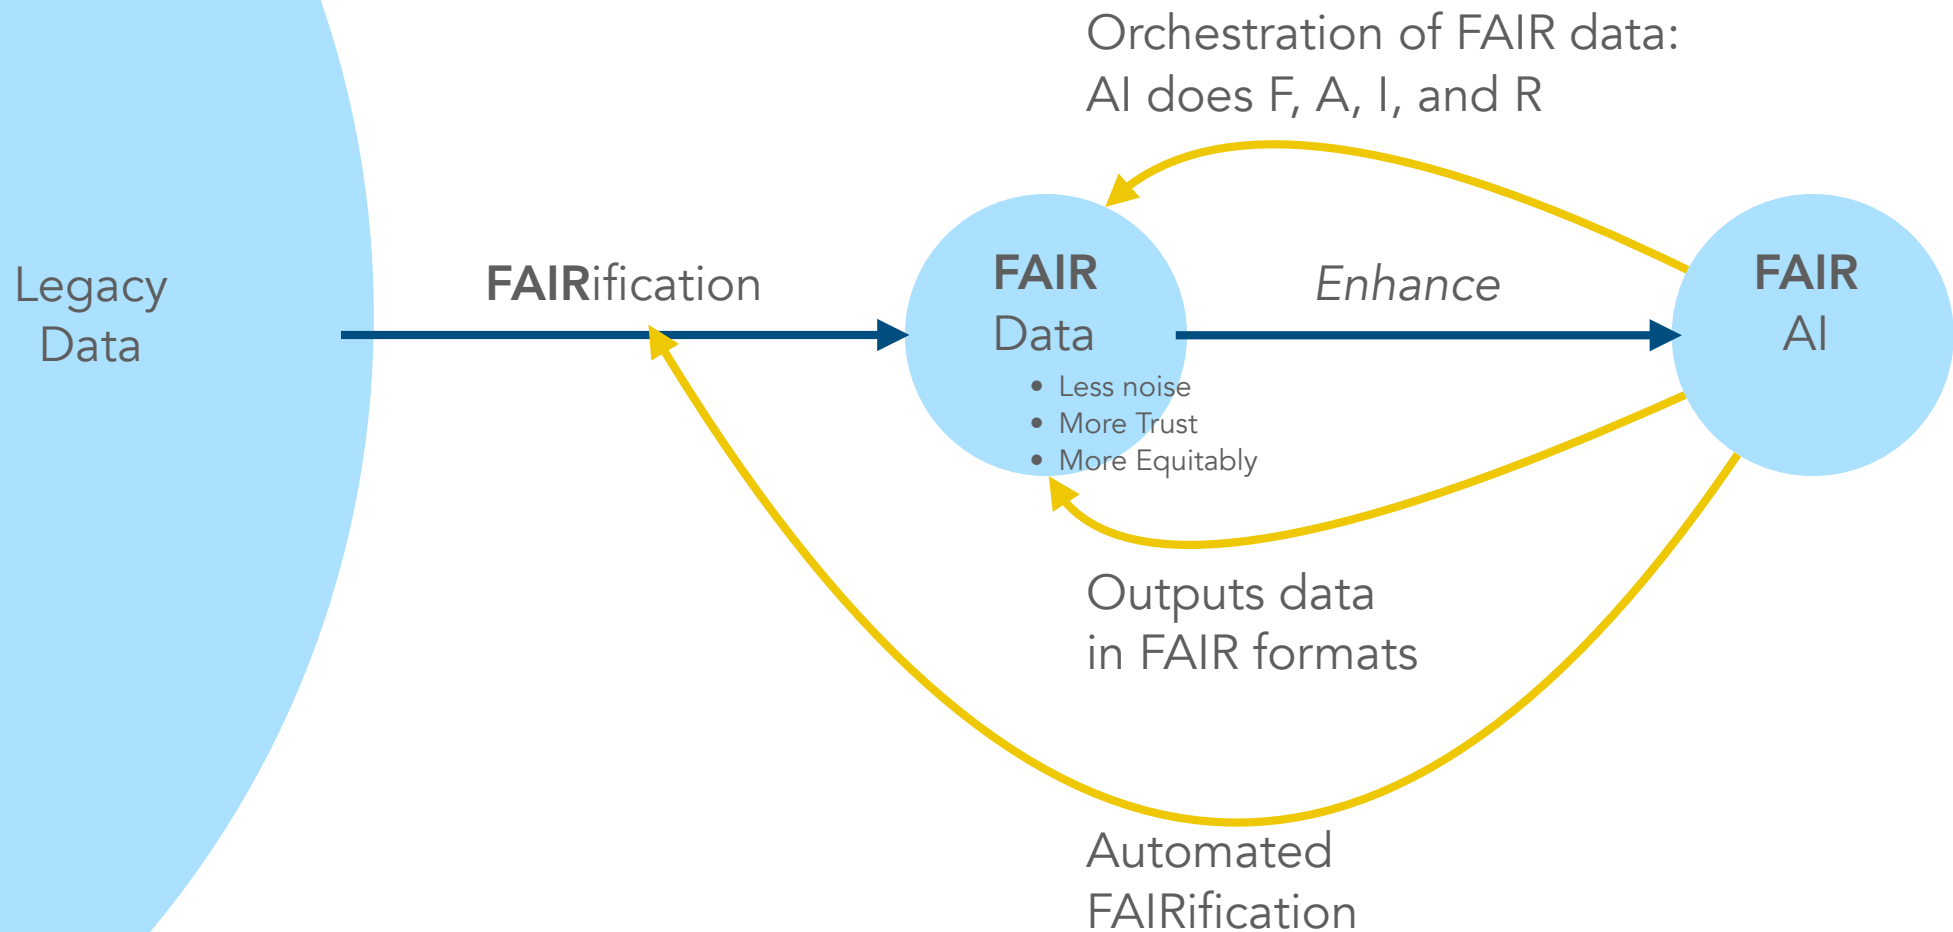 Orchestration of FAIR data:
AI does F, A, I, and R
Legacy
Data
FAIRification
FAIR
Data
• Less noise
• More Trust
• More Equitably
Enhance
FAIR
AI
Outputs data
in FAIR formats
Automated
FAIRification